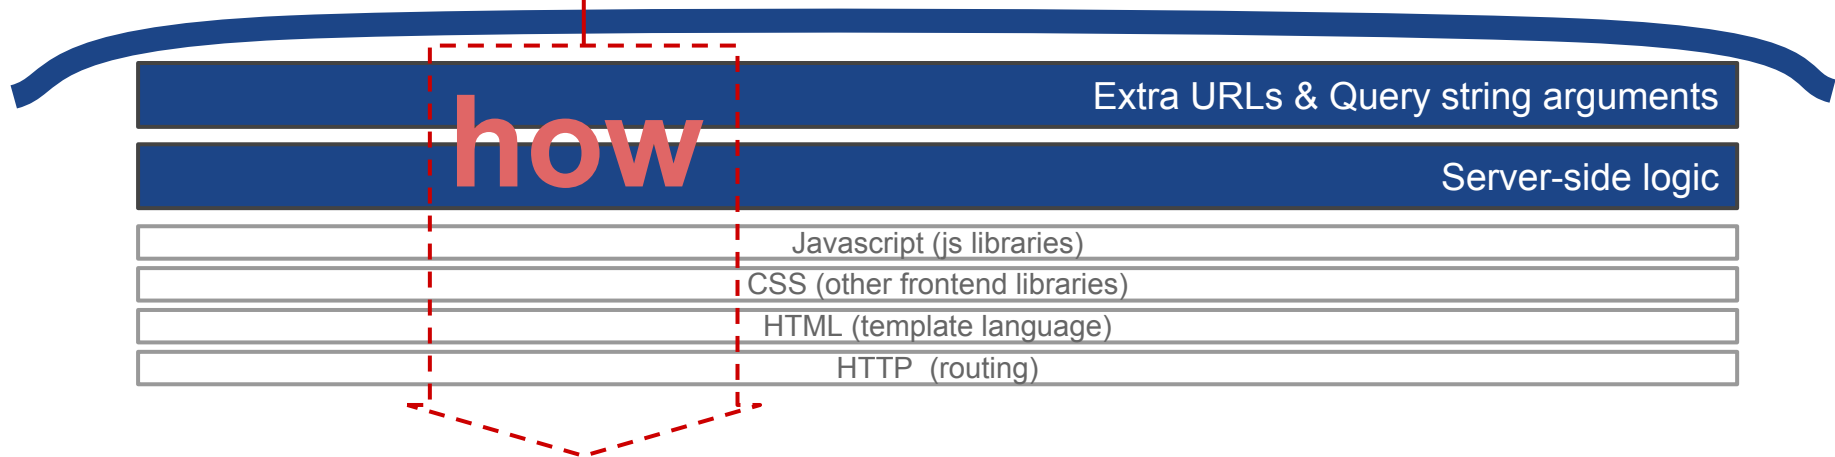 Extra URLs & Query string arguments
how
Server-side logic
Javascript (js libraries)
CSS (other frontend libraries)
HTML (template language)
HTTP  (routing)